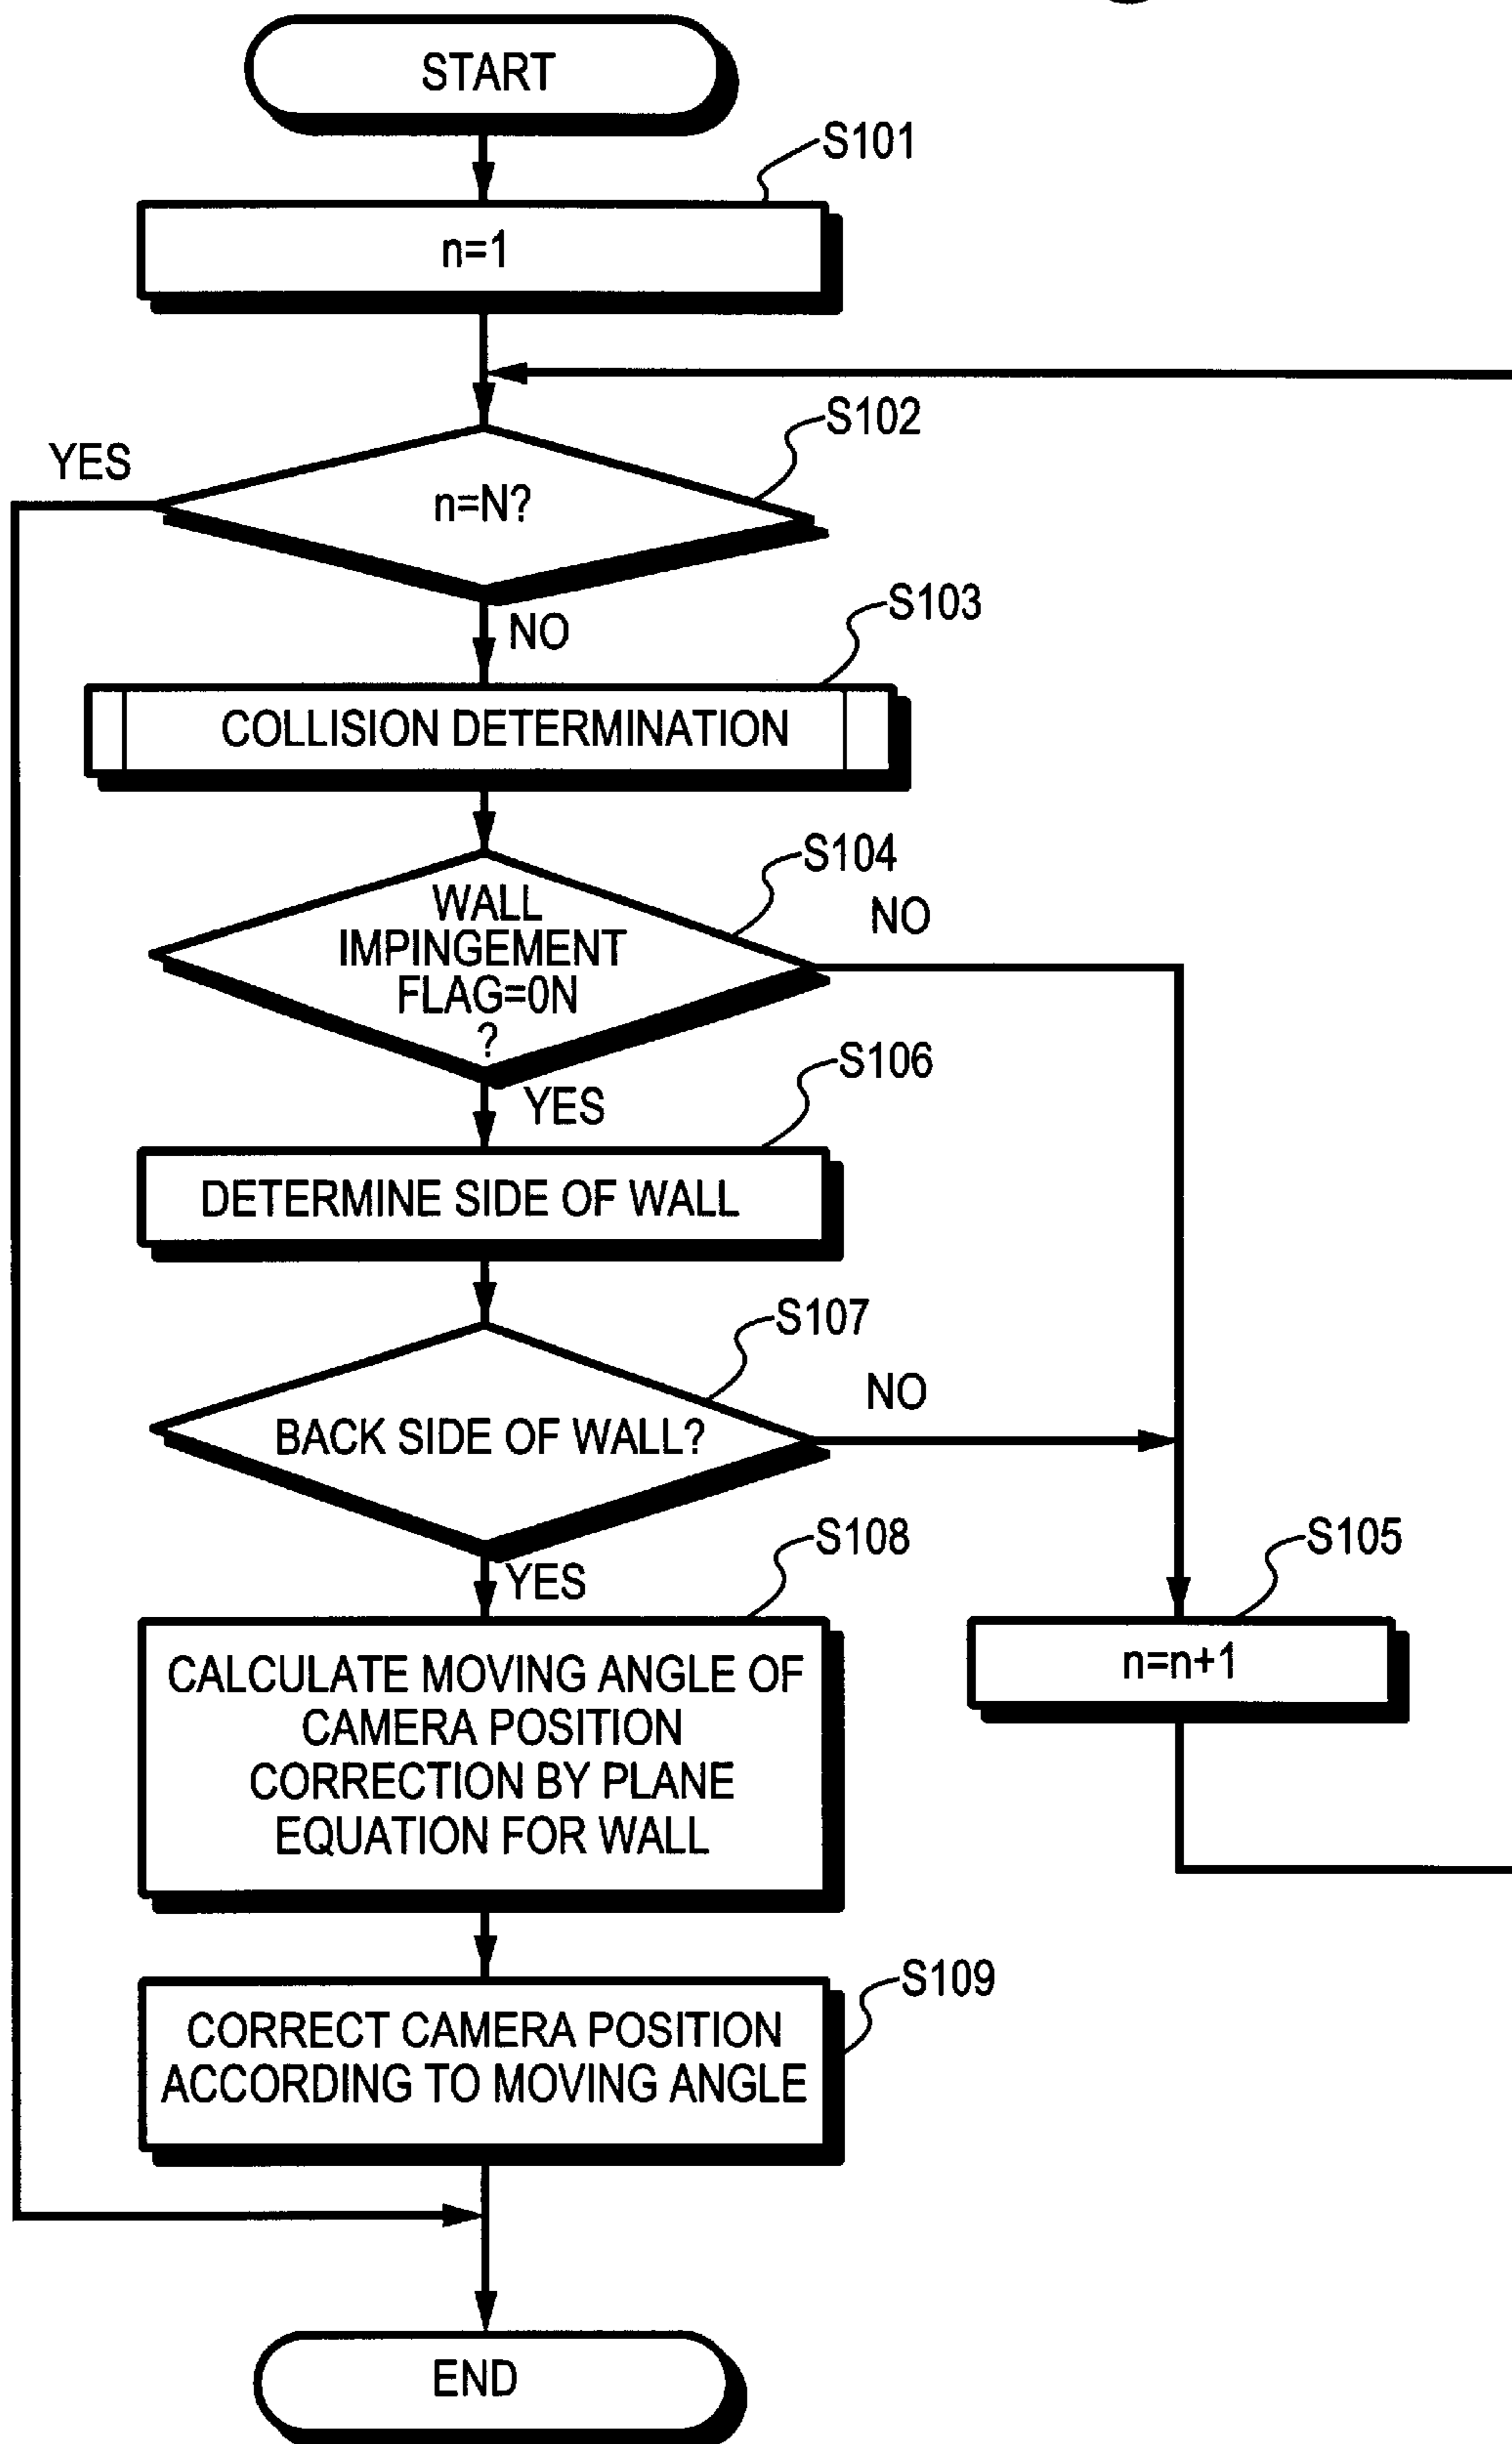 START
S101
n=1
S102
YES
n=N?
NO
S103
COLLISION DETERMINATION
S104
WALL
IMPINGEMENT
FLAG=0N
?
NO
YES
S106
DETERMINE SIDE OF WALL
S107
BACK SIDE OF WALL?
NO
YES
S108
CALCULATE MOVING ANGLE OF
CAMERA POSITION
CORRECTION BY PLANE
EQUATION FOR WALL
S105
n=n+1
S109
CORRECT CAMERA POSITION
ACCORDING TO MOVING ANGLE
END